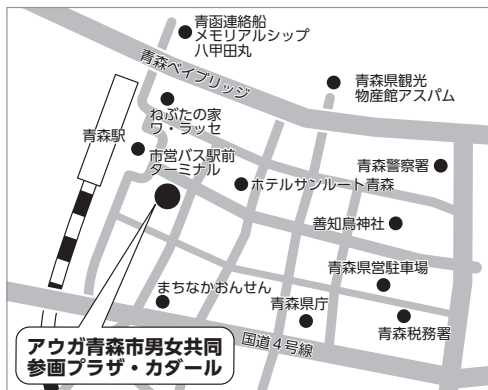 青函連絡船
メモリアルシップ
八甲田丸
青森ベイブリッジ
青森県観光
物産館アスパム
ねぶたの家
ワ・ラッセ
青森駅
市営バス駅前
ターミナル
青森警察署
ホテルサンルート青森
善知鳥神社
青森県営駐車場
まちなかおんせん
青森県庁
青森税務署
国道4号線
アウガ青森市男女共同
参画プラザ・カダール